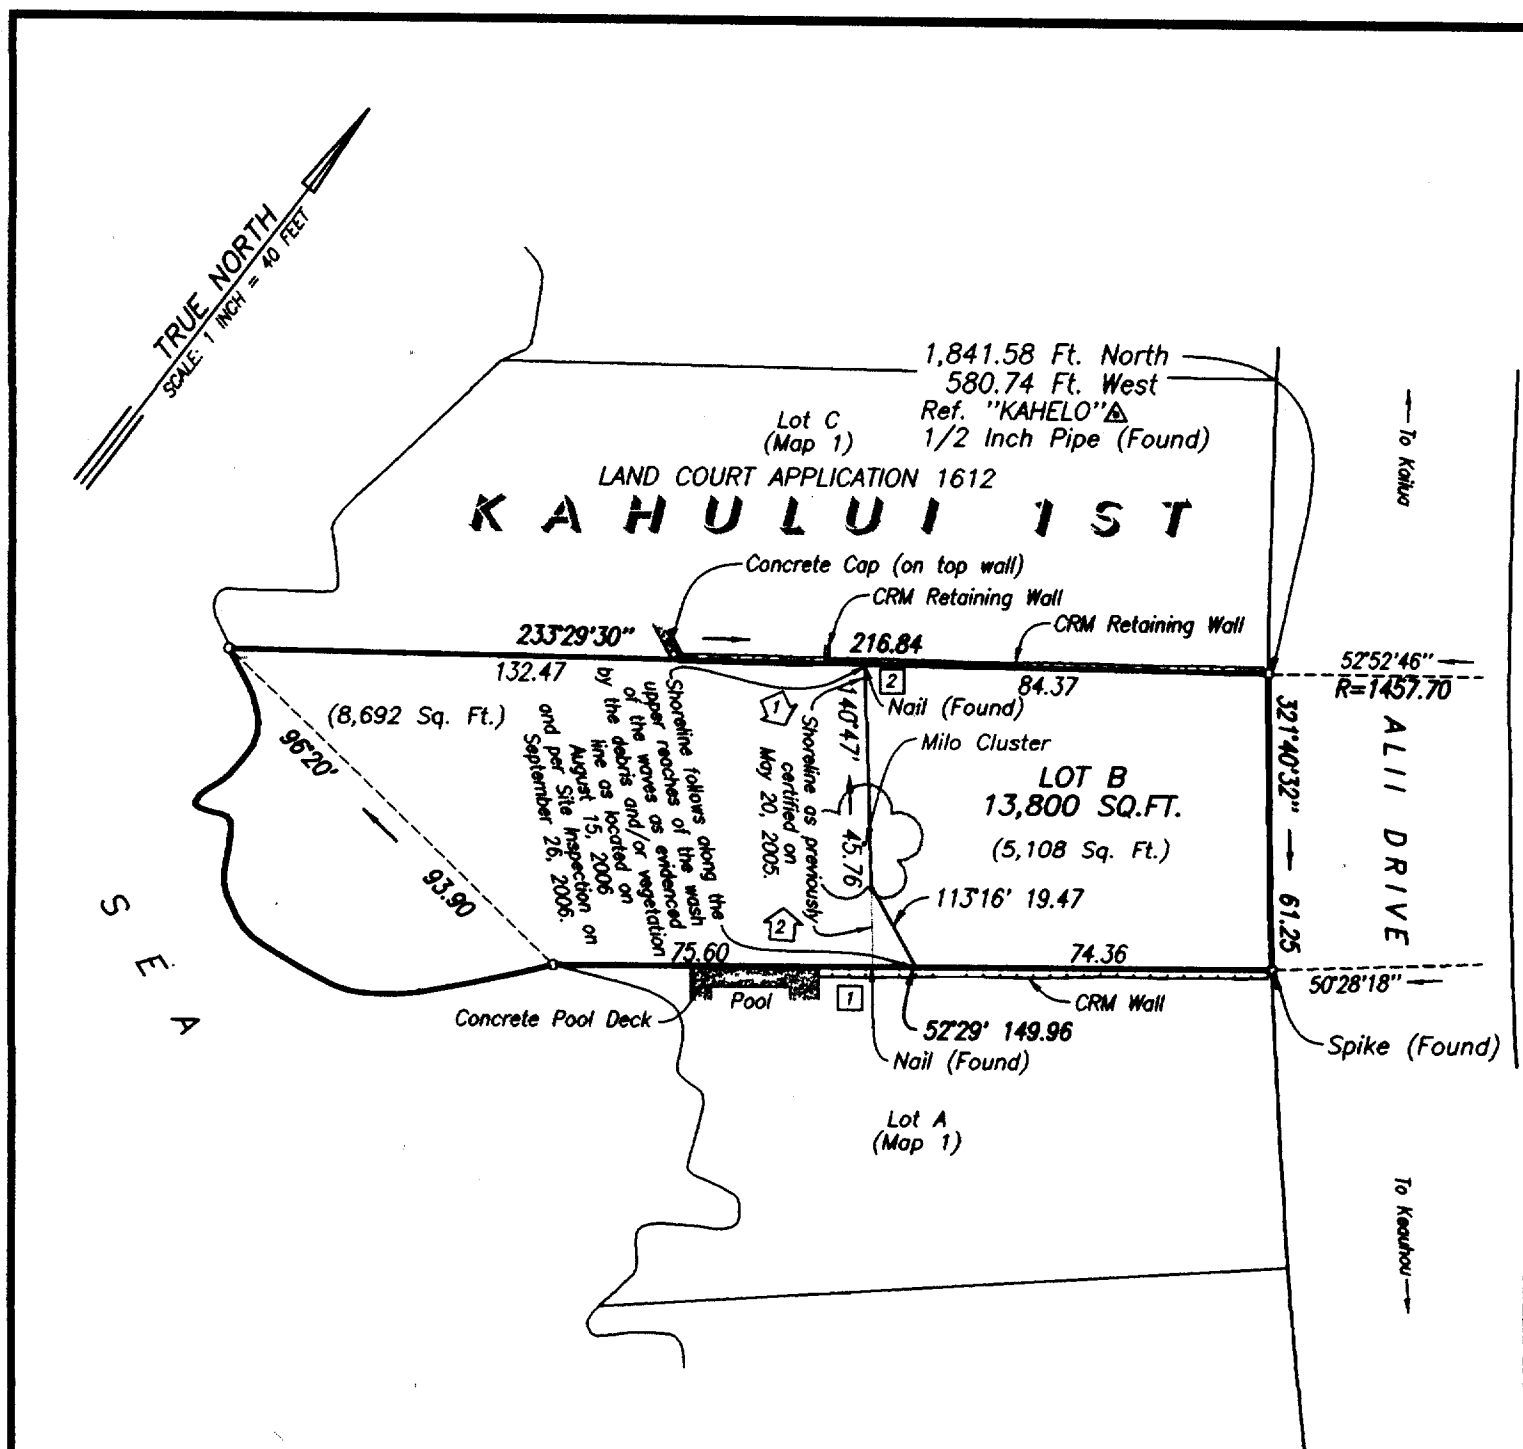 TRUE NORTH
SCALE: 1 INCH = 40 FEET
1,841.58 Ft. North
580.74 Ft. West
Ref. "KAHELO"
1/2 Inch Pipe (Found)
Lot C
(Map 1)
LAND COURT APPLICATION 1612
KAHULUI 1ST
To Kailua
Concrete Cap (on top wall)
CRM Retaining Wall
CRM Retaining Wall
233°29'30"
216.84
132.47
84.37
52°52'46"
R=1457.70
(8,692 Sq. Ft.)
96°20'
93.90
Shoreline follows along the
upper reaches of the wash
of the waves as evidenced
by the debris and/or vegetation
line as located on
August 15, 2006
and per Site Inspection on
September 26, 2006.
1
Shoreline as previously
certified on
May 20, 2005.
2
140°47'
45.76
2
Nail (Found)
Milo Cluster
LOT B
13,800 SQ.FT.
(5,108 Sq. Ft.)
113°16' 19.47
321°40'32"
61.25
ALII DRIVE
75.60
74.36
50°28'18"
SEA
Concrete Pool Deck
Pool
1
CRM Wall
52°29' 149.96
Nail (Found)
Spike (Found)
Lot A
(Map 1)
To Keauhou